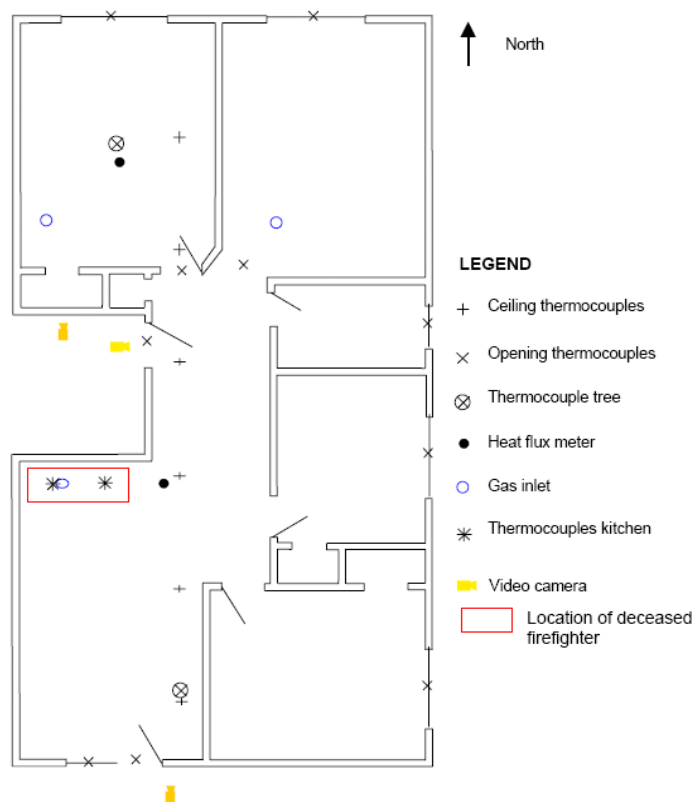 North
LEGEND
Ceiling thermocouples
Opening thermocouples
Thermocouple tree
Heat flux meter
Gas inlet
Thermocouples kitchen
Video camera
Location of deceased
firefighter